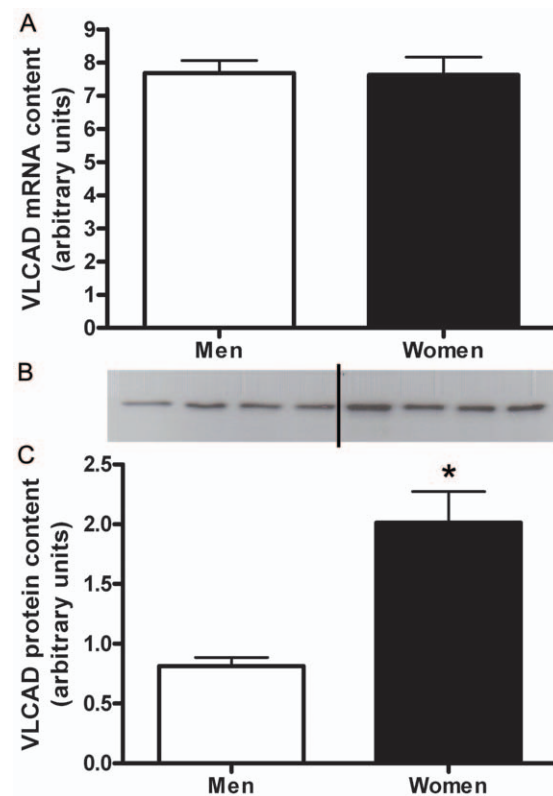 A
VLCAD mRNA content
(arbitrary units)
9
8
7
6
5
4
3
2
1
0
Men Women
B
C
VLCAD protein content
(arbitrary units)
2.5
2.0
1.5
1.0
0.5
0.0
*
Men Women